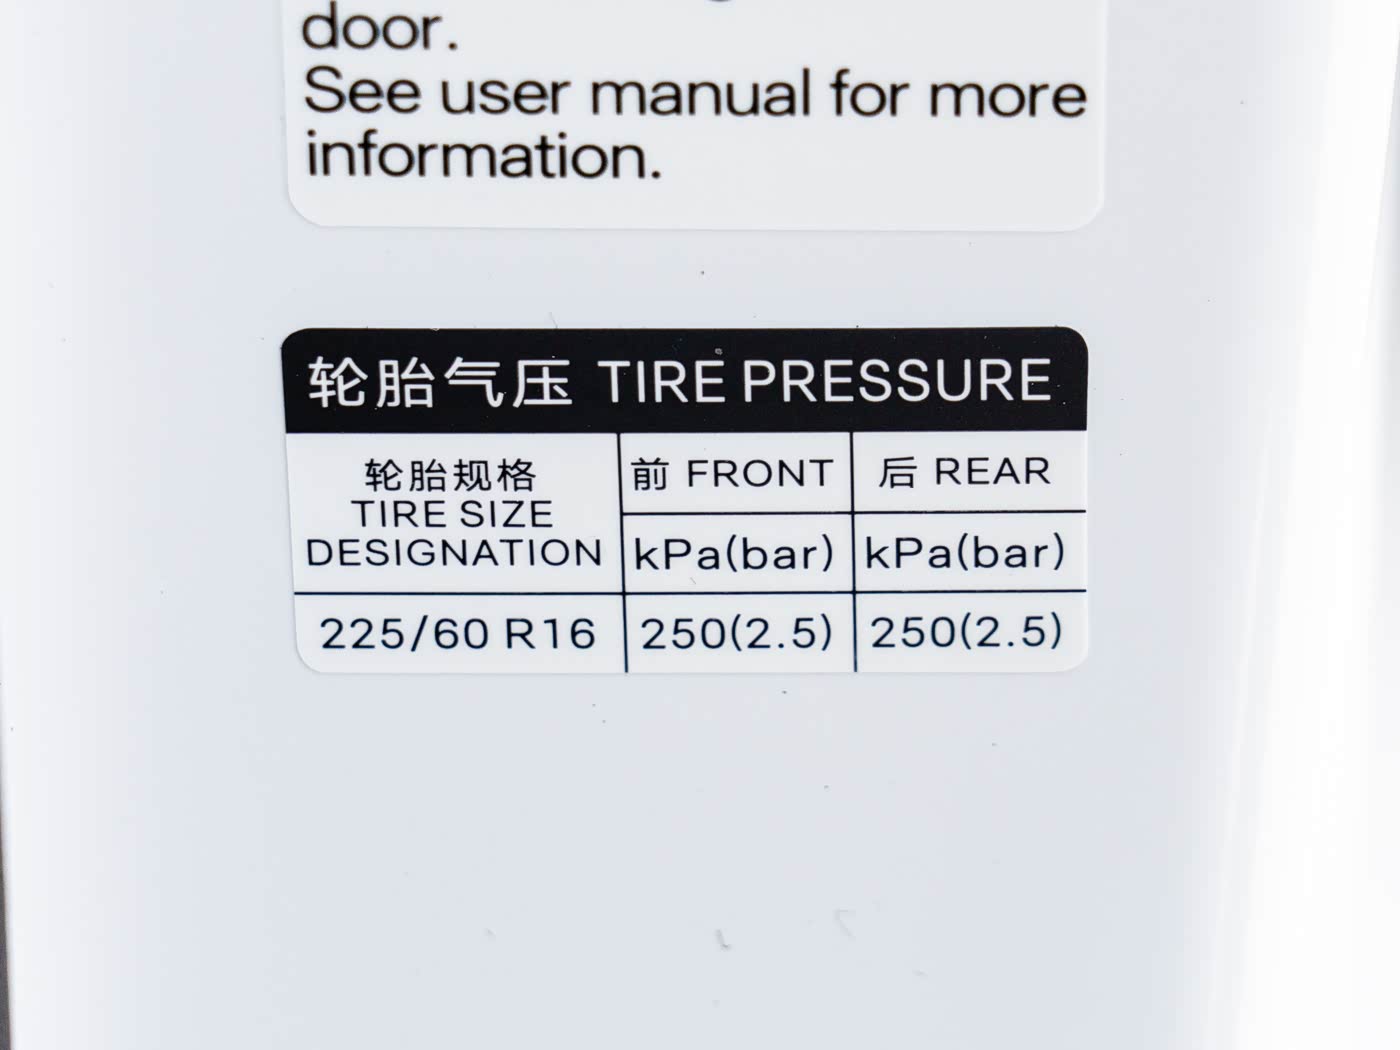 door.
See user manual for more
information.
轮胎气压 TIRE PRESSURE
轮胎规格
TIRE SIZE
DESIGNATION
前 FRONT
后 REAR
kPa(bar)
kPa(bar)
225/60 R16
250(2.5)
250(2.5)